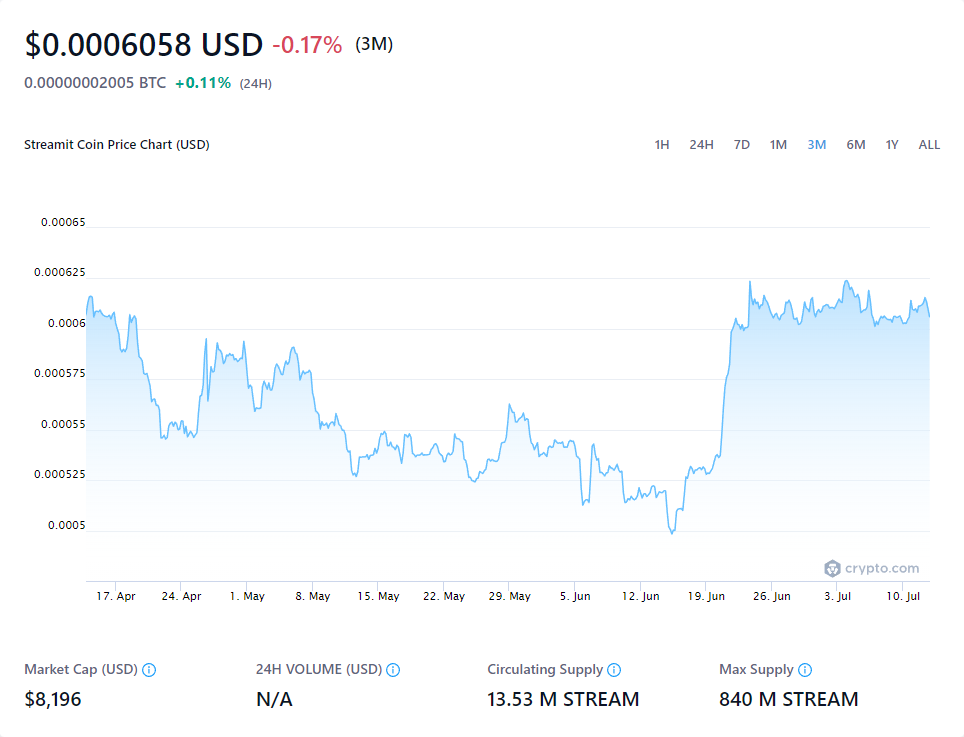 $0.0006058 USD -0.17% (3M)
0.00000002005 BTC +0.11% (24H)
Streamit Coin Price Chart (USD) 1H 24H 7D 1M 3M 6M 1Y ALL
0.00065
0.000625
0.0006
0.000575
0.00055
0.000525
0.0005
crypto.com
17. Apr 24. Apr 1. May 8. May 15. May 22. May 29. May 5. Jun 12. Jun 19. Jun 26. Jun 3. Jul 10. Jul
Market Cap (USD) 24H VOLUME (USD) Circulating Supply Max Supply
$8,196 N/A 13.53 M STREAM 840 M STREAM